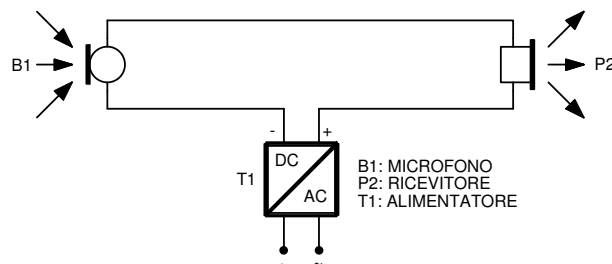 B1
P2
- +
DC
T1
AC
B1: MICROFONO
P2: RICEVITORE
T1: ALIMENTATORE